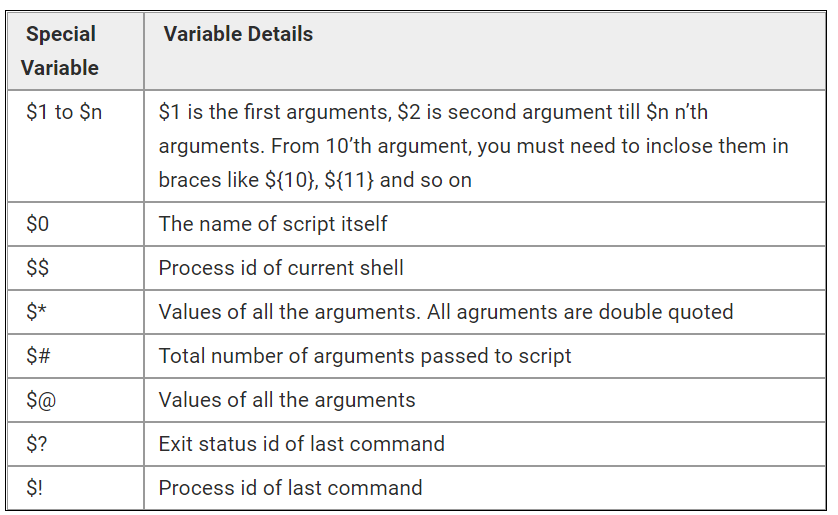 Special Variable Variable Details
$1 to $n $1 is the first arguments, $2 is second argument till $n n’th
arguments. From 10’th argument, you must need to inclose them in
braces like ${10}, ${11} and so on
$0 The name of script itself
$$ Process id of current shell
$* Values of all the arguments. All agruments are double quoted
$# Total number of arguments passed to script
$@ Values of all the arguments
$? Exit status id of last command
$! Process id of last command